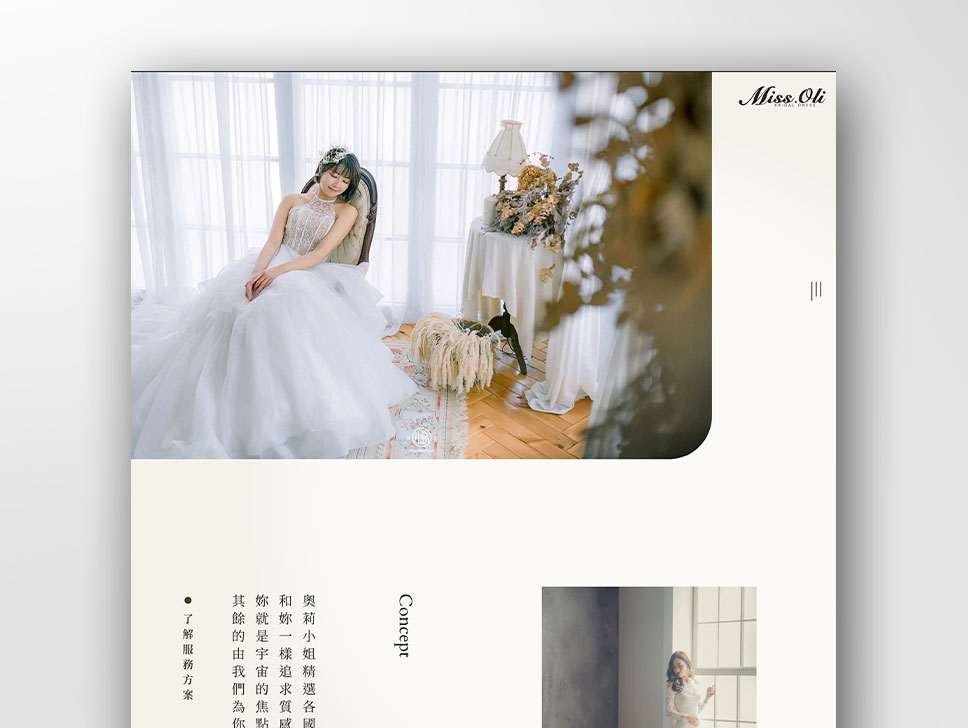 Miss.Oli
BRIDAL DRESS
Concept
奧莉小姐精選各國
和妳一樣追求質感
妳就是宇宙的焦點
其餘的由我們為你
了解服務方案